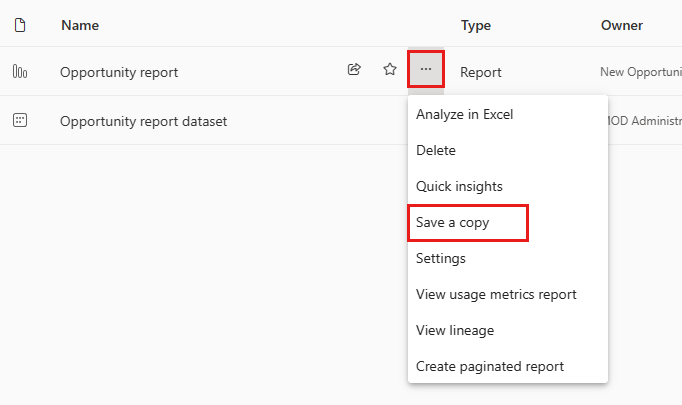 Name Type Owner
Opportunity report ... Report New Opportuni
Analyze in Excel
Opportunity report dataset MOD Administr
Delete
Quick insights
Save a copy
Settings
View usage metrics report
View lineage
Create paginated report